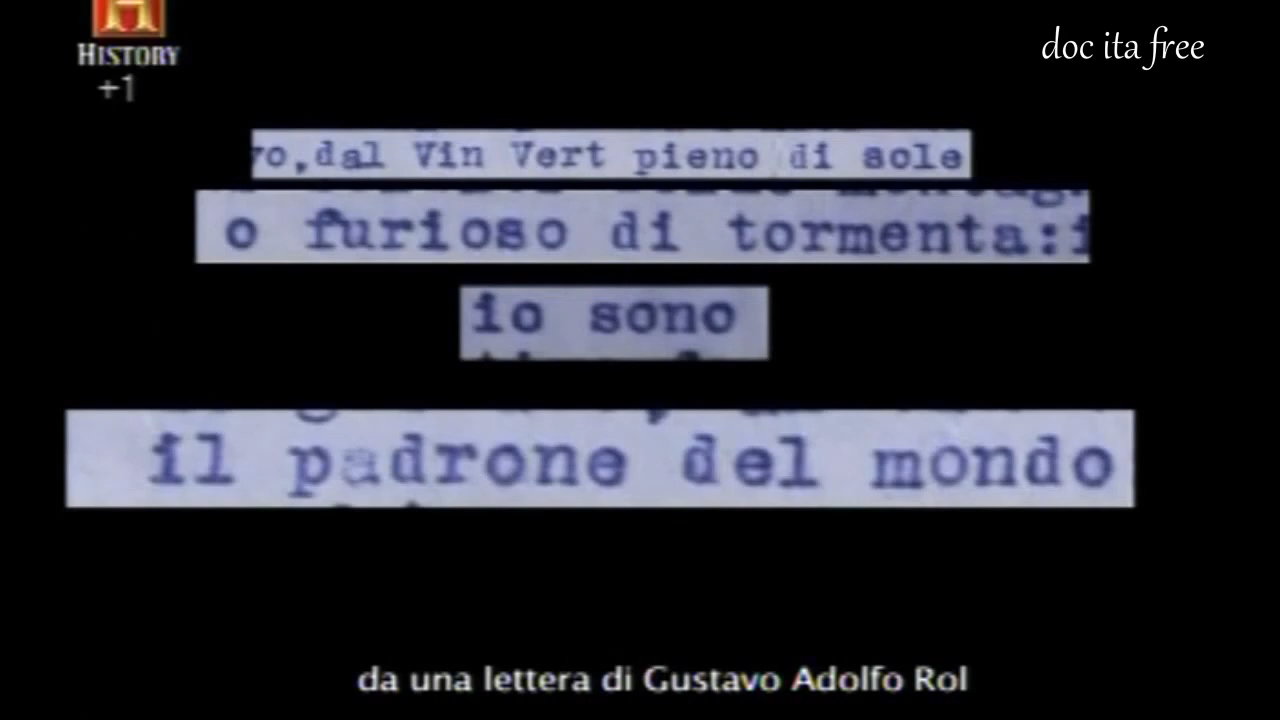 HISTORY
+1
doc ita free
vo,dal Vin Vert pieno di sole
o furioso di tormenta:i
io sono
il padrone del mondo
da una lettera di Gustavo Adolfo Rol